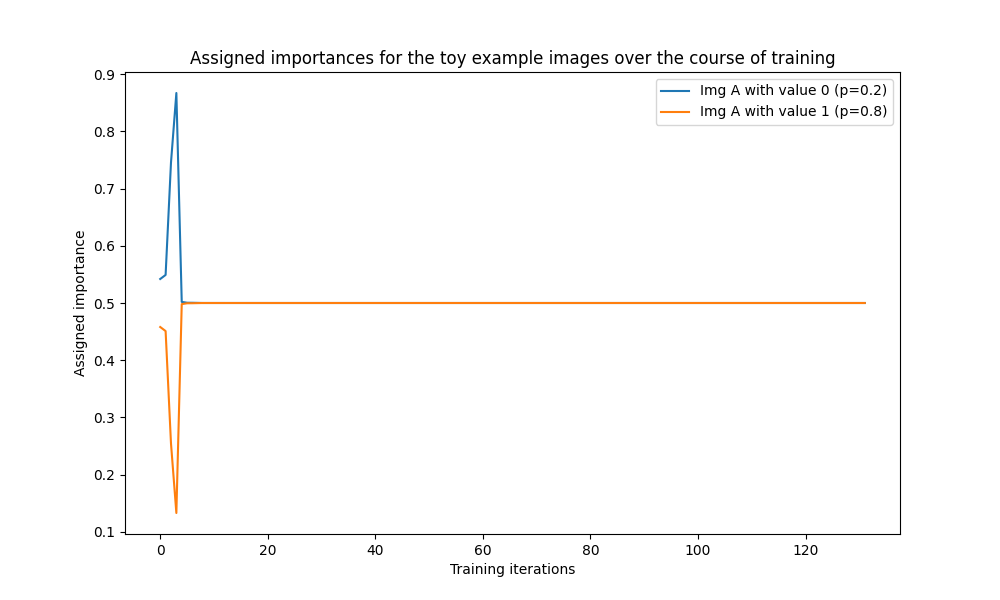 Assigned importances for the toy example images over the course of training
Img A with value 0 (p=0.2)
Img A with value 1 (p=0.8)
Assigned importance
0.9
0.8
0.7
0.6
0.5
0.4
0.3
0.2
0.1
0 20 40 60 80 100 120
Training iterations